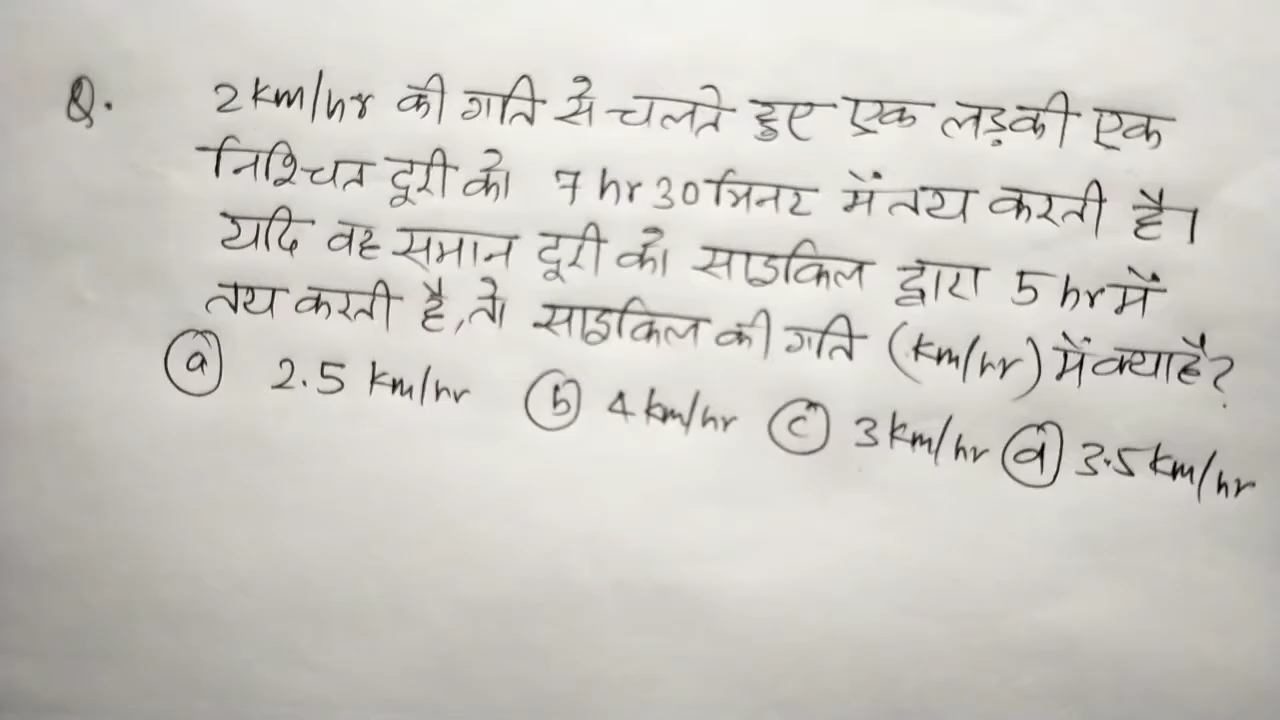 Q. 2 km/hr की गति से चलते हुए एक लड़की एक
निश्चित दूरी को 7 hr 30 मिनट में तय करती है।
यदि वह समान दूरी को साइकिल द्वारा 5 hr में
तय करती है, तो साइकिल की गति (km/hr) में क्या है?
(a) 2.5 km/hr (b) 4 km/hr (c) 3 km/hr (d) 3.5 km/hr